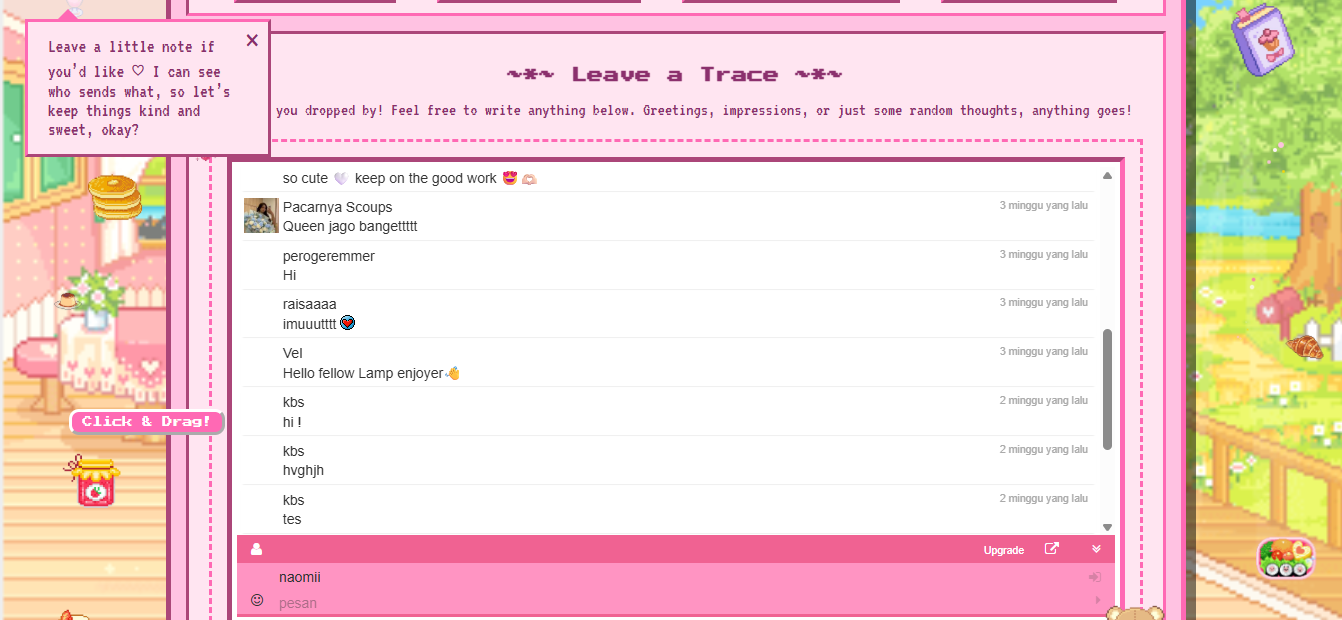 Leave a little note if
you'd like ♡ I can see
who sends what, so let's
keep things kind and
sweet, okay?
~*~ Leave a Trace ~*~
you dropped by! Feel free to write anything below. Greetings, impressions, or just some random thoughts, anything goes!
so cute 🤍 keep on the good work 😍 🫶🏻
Pacarnya Scoups
3 minggu yang lalu
Queen jago bangettttt
perogeremmer
3 minggu yang lalu
Hi
raisaaaa
3 minggu yang lalu
imuuutttt
Vel
3 minggu yang lalu
Hello fellow Lamp enjoyer👋
kbs
2 minggu yang lalu
hi !
kbs
2 minggu yang lalu
hvghjh
kbs
2 minggu yang lalu
tes
Click & Drag!
Upgrade
naomii
pesan